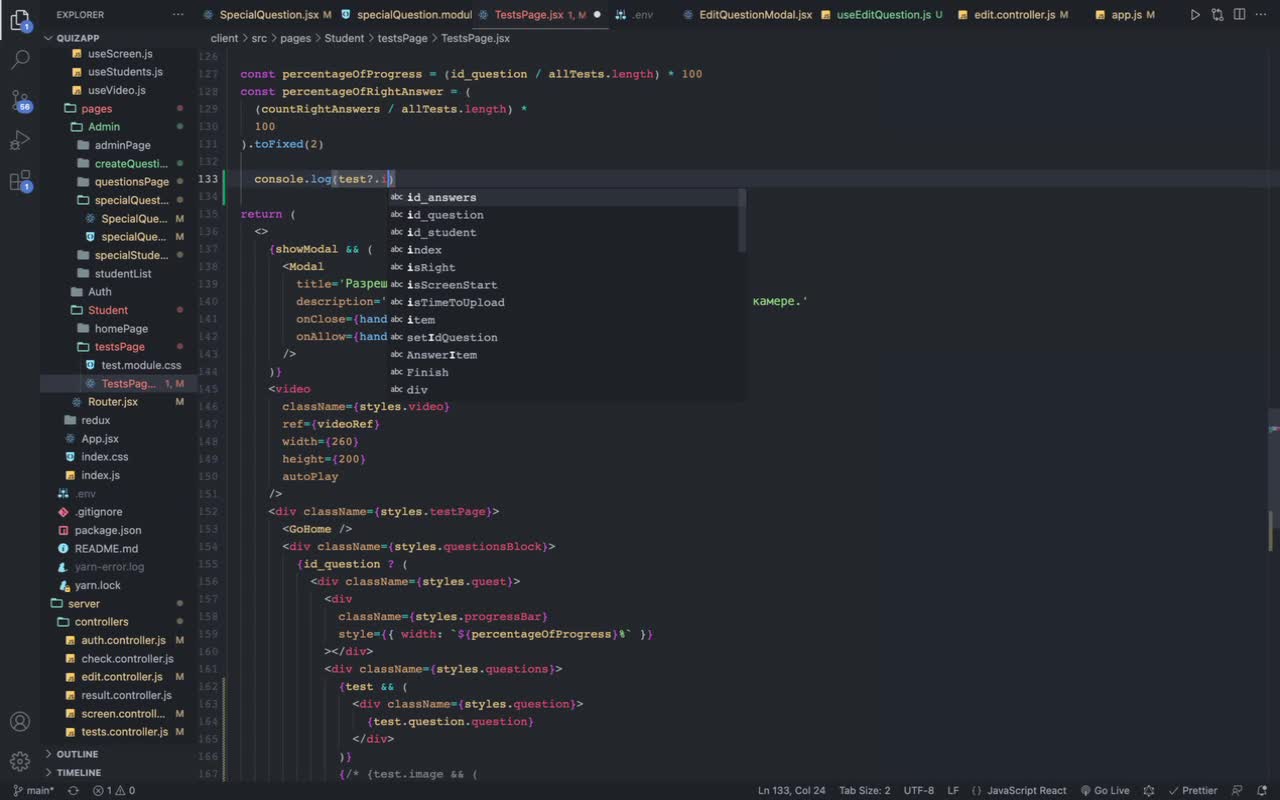 EXPLORER
SpecialQuestion.jsx M
specialQuestion.modul
TestsPage.jsx 1, M
.env
EditQuestionModal.jsx
useEditQuestion.js U
edit.controller.js M
app.js M
client > src > pages > Student > testsPage > TestsPage.jsx
QUIZAPP
useScreen.js
useStudents.js
useVideo.js
pages
Admin
adminPage
createQuesti...
questionsPage
specialQuest...
SpecialQue... M
specialQue... M
specialStude...
studentList
Auth
Student
homePage
testsPage
test.module.css
TestsPag... 1, M
Router.jsx M
redux
App.jsx
index.css
index.js
.env
.gitignore
package.json
README.md
yarn-error.log
yarn.lock
server
controllers
auth.controller.js M
check.controller.js
edit.controller.js M
result.controller.js
screen.controll... M
tests.controller.js M
OUTLINE
TIMELINE
56
1
1
126
127 const percentageOfProgress = (id_question / allTests.length) * 100
128 const percentageOfRightAnswer = (
129 (countRightAnswers / allTests.length) *
130 100
131 ).toFixed(2)
132
133 console.log(test?.i)
134
135 return (
136 <>
137 {showModal && (
138 <Modal
139 title='Разреш
140 description=' камере.'
141 onClose={hand
142 onAllow={hand
143 />
144 )}
145 <video
146 className={styles.video}
147 ref={videoRef}
148 width={260}
149 height={200}
150 autoPlay
151 />
152 <div className={styles.testPage}>
153 <GoHome />
154 <div className={styles.questionsBlock}>
155 {id_question ? (
156 <div className={styles.quest}>
157 <div
158 className={styles.progressBar}
159 style={{ width: `${percentageOfProgress}%` }}
160 ></div>
161 <div className={styles.questions}>
162 {test && (
163 <div className={styles.question}>
164 {test.question.question}
165 </div>
166 )}
167 {/* {test.image && (
abc id_answers
abc id_question
abc id_student
abc index
abc isRight
abc isScreenStart
abc isTimeToUpload
abc item
abc setIdQuestion
abc AnswerItem
abc Finish
abc div
main*
1 0
Ln 133, Col 24
Tab Size: 2
UTF-8
LF
{} JavaScript React
Go Live
Prettier